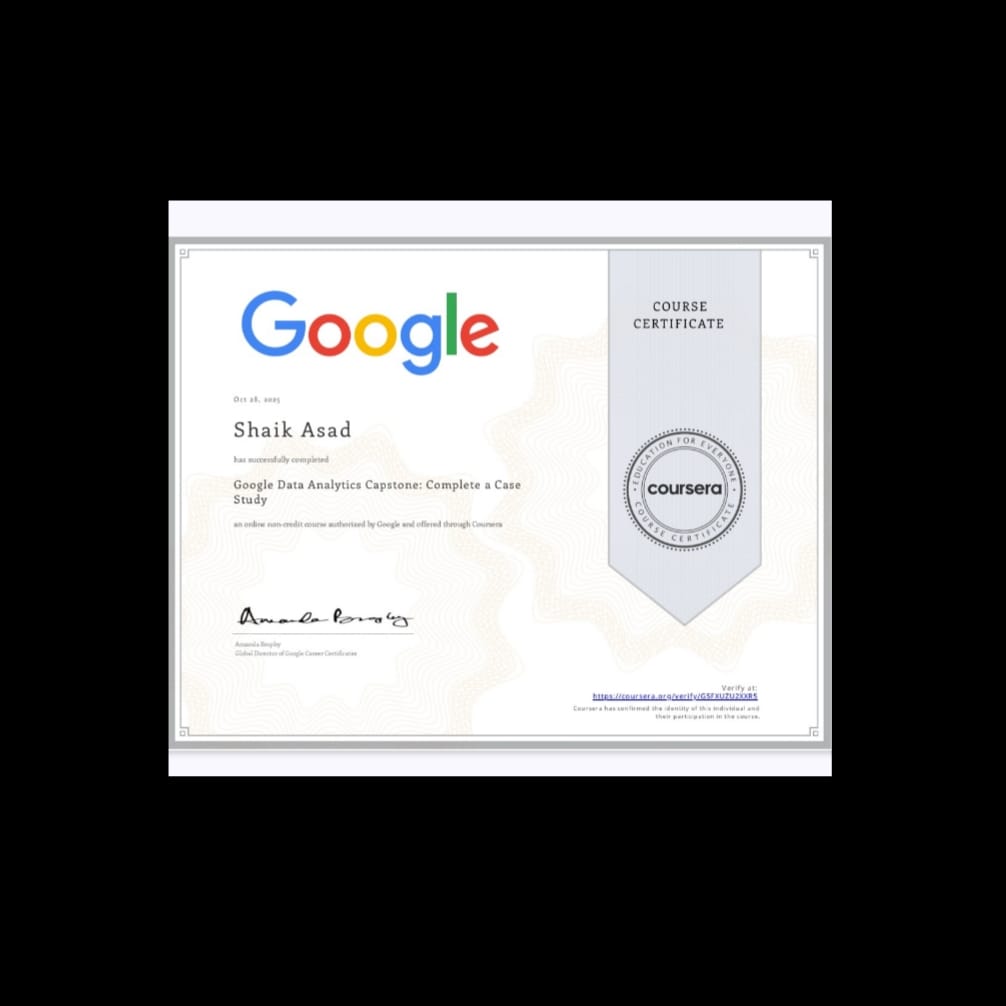 Google
COURSE
CERTIFICATE
Oct 28, 2025
Shaik Asad
has successfully completed
Google Data Analytics Capstone: Complete a Case
Study
an online non-credit course authorized by Google and offered through Coursera
EDUCATION FOR EVERYONE
coursera
COURSE CERTIFICATE
Amanda Brophy
Amanda Brophy
Global Director of Google Career Certificates
Verify at:
https://coursera.org/verify/GSFXUZU2XXR5
Coursera has confirmed the identity of this individual and
their participation in the course.